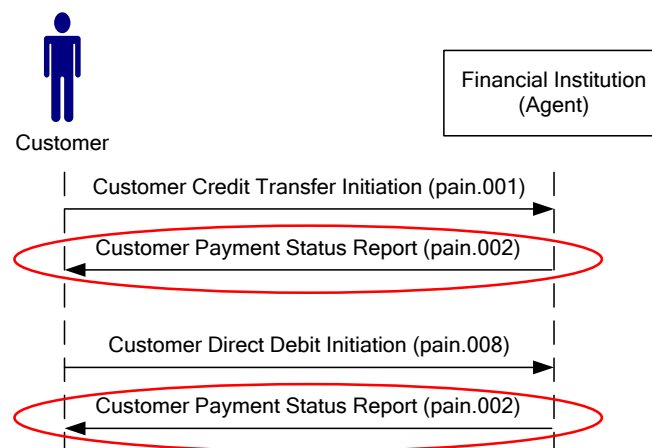 Financial Institution
(Agent)
Customer
Customer Credit Transfer Initiation (pain.001)
Customer Payment Status Report (pain.002)
Customer Direct Debit Initiation (pain.008)
Customer Payment Status Report (pain.002)